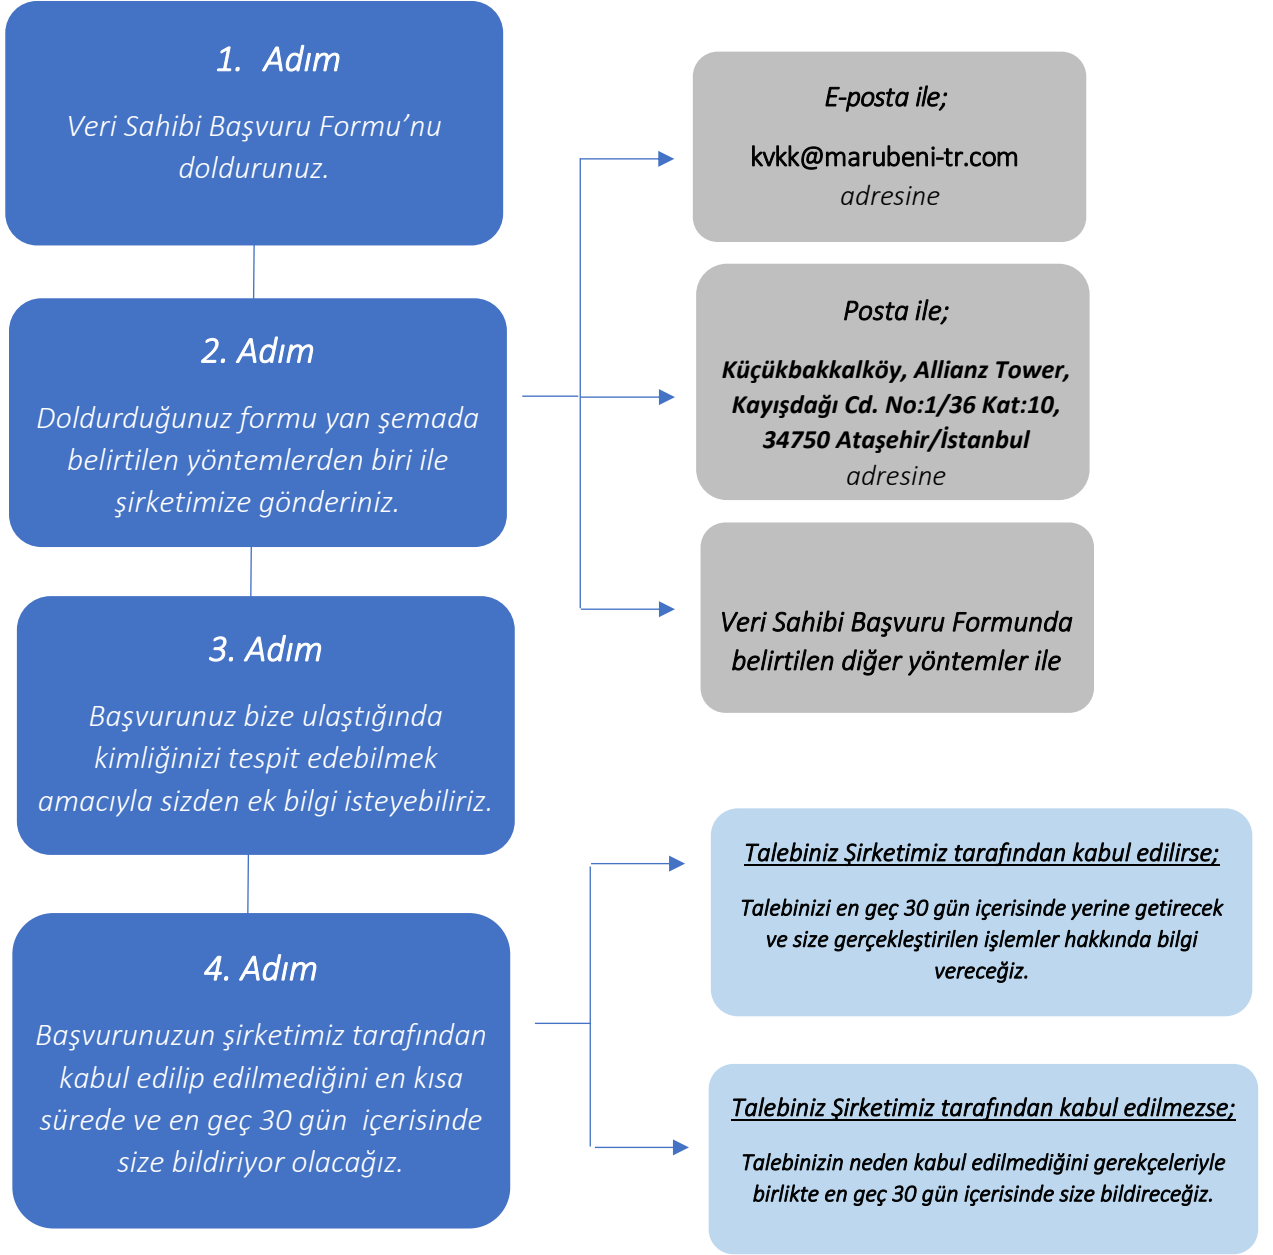 1. Adım
Veri Sahibi Başvuru Formu’nu
doldurunuz.
E-posta ile;
kvkk@marubeni-tr.com
adresine
2. Adım
Doldurduğunuz formu yan şemada
belirtilen yöntemlerden biri ile
şirketimize gönderiniz.
Posta ile;
Küçükbakkalköy, Allianz Tower,
Kayışdağı Cd. No:1/36 Kat:10,
34750 Ataşehir/İstanbul
adresine
Veri Sahibi Başvuru Formunda
belirtilen diğer yöntemler ile
3. Adım
Başvurunuz bize ulaştığında
kimliğinizi tespit edebilmek
amacıyla sizden ek bilgi isteyebiliriz.
4. Adım
Başvurunuzun şirketimiz tarafından
kabul edilip edilmediğini en kısa
sürede ve en geç 30 gün  içerisinde
size bildiriyor olacağız.
Talebiniz Şirketimiz tarafından kabul edilirse;
Talebinizi en geç 30 gün içerisinde yerine getirecek
ve size gerçekleştirilen işlemler hakkında bilgi
vereceğiz.
Talebiniz Şirketimiz tarafından kabul edilmezse;
Talebinizin neden kabul edilmediğini gerekçeleriyle
birlikte en geç 30 gün içerisinde size bildireceğiz.